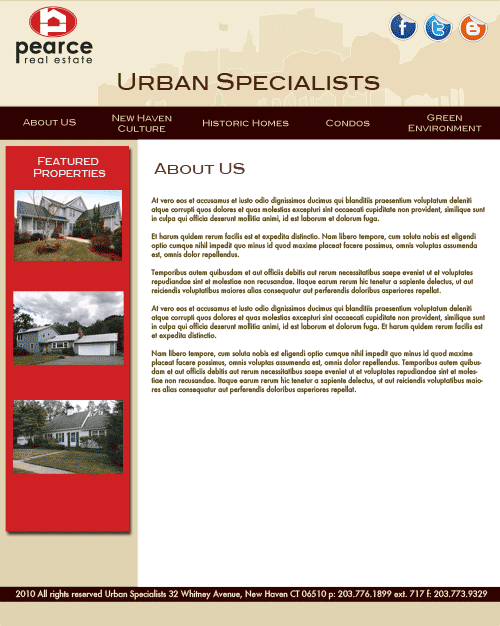 pearce
real estate
Urban Specialists
About US
New Haven
Culture
Historic Homes
Condos
Green
Environment
Featured
Properties
About US
At vero eos et accusamus et iusto odio dignissimos ducimus qui blanditiis praesentium voluptatum deleniti
atque corrupti quos dolores et quas molestias excepturi sint occaecati cupiditate non provident, similique sunt
in culpa qui officia deserunt mollitia animi, id est laborum et dolorum fuga.
Et harum quidem rerum facilis est et expedita distinctio. Nam libero tempore, cum soluta nobis est eligendi
optio cumque nihil impedit quo minus id quod maxime placeat facere possimus, omnis voluptas assumenda
est, omnis dolor repellendus.
Temporibus autem quibusdam et aut officiis debitis aut rerum necessitatibus saepe eveniet ut et voluptates
repudiandae sint et molestiae non recusandae. Itaque earum rerum hic tenetur a sapiente delectus, ut aut
reiciendis voluptatibus maiores alias consequatur aut perferendis doloribus asperiores repellat.
At vero eos et accusamus et iusto odio dignissimos ducimus qui blanditiis praesentium voluptatum deleniti
atque corrupti quos dolores et quas molestias excepturi sint occaecati cupiditate non provident, similique sunt
in culpa qui officia deserunt mollitia animi, id est laborum et dolorum fuga. Et harum quidem rerum facilis est
et expedita distinctio.
Nam libero tempore, cum soluta nobis est eligendi optio cumque nihil impedit quo minus id quod maxime
placeat facere possimus, omnis voluptas assumenda est, omnis dolor repellendus. Temporibus autem quibus-
dam et aut officiis debitis aut rerum necessitatibus saepe eveniet ut et voluptates repudiandae sint et moles-
tiae non recusandae. Itaque earum rerum hic tenetur a sapiente delectus, ut aut reiciendis voluptatibus maio-
res alias consequatur aut perferendis doloribus asperiores repellat.
2010 All rights reserved Urban Specialists 32 Whitney Avenue, New Haven CT 06510 p: 203.776.1899 ext. 717 f: 203.773.9329